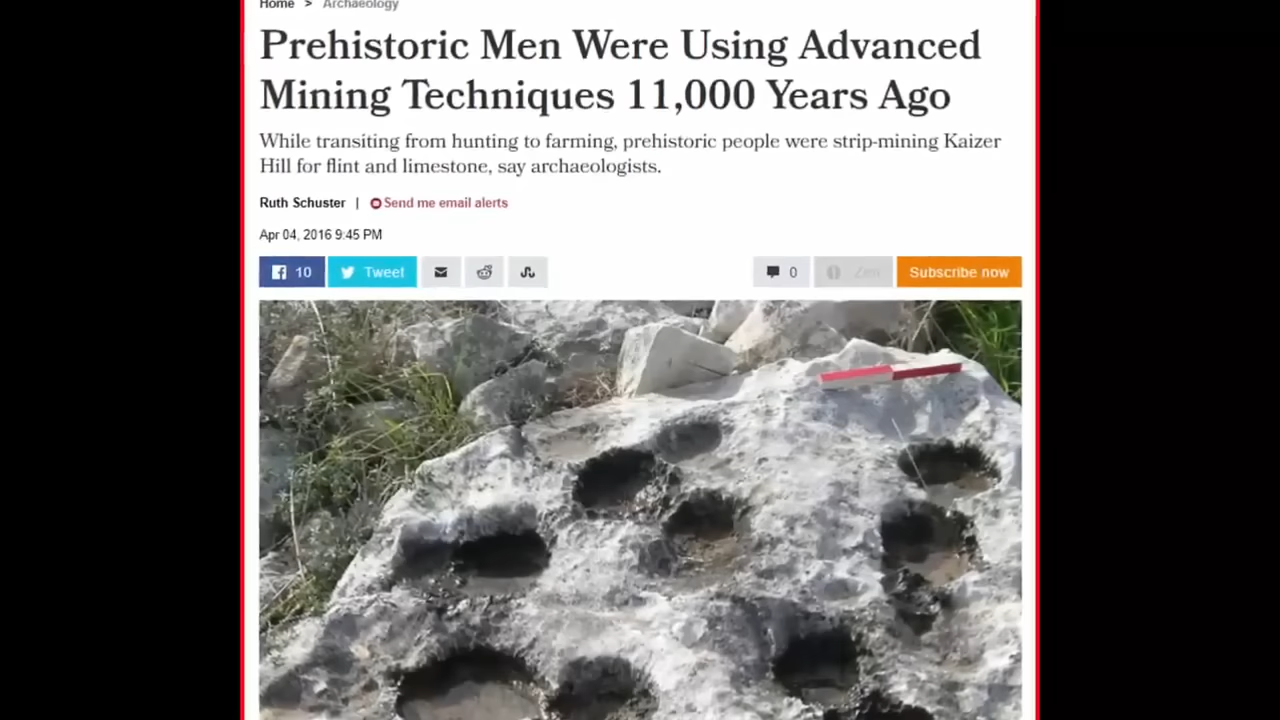 Home > Archaeology
Prehistoric Men Were Using Advanced
Mining Techniques 11,000 Years Ago
While transiting from hunting to farming, prehistoric people were strip-mining Kaizer
Hill for flint and limestone, say archaeologists.
Ruth Schuster | Send me email alerts
Apr 04, 2016 9:45 PM
10 Tweet 0 Zen Subscribe now